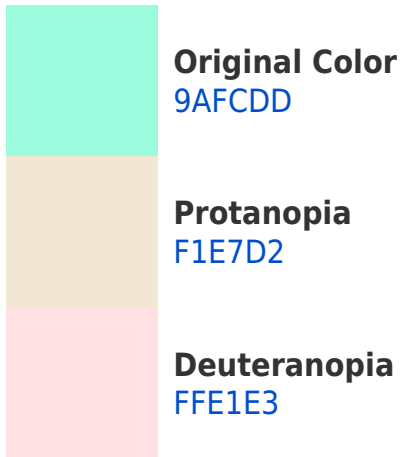 Original Color
9AFCDD
Protanopia
F1E7D2
Deuteranopia
FFE1E3